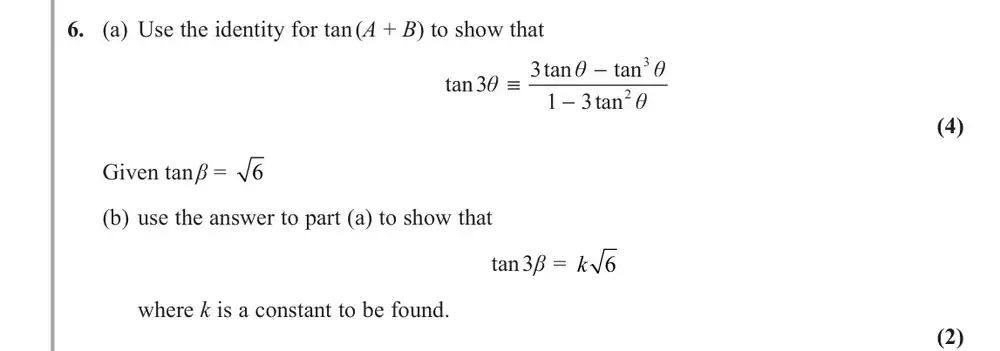 6. (a) Use the identity for tan(A + B) to show that
tan 3θ ≡ (3 tan θ − tan³ θ) / (1 − 3 tan² θ)
(4)
Given tan β = √6
(b) use the answer to part (a) to show that
tan 3β = k√6
where k is a constant to be found.
(2)